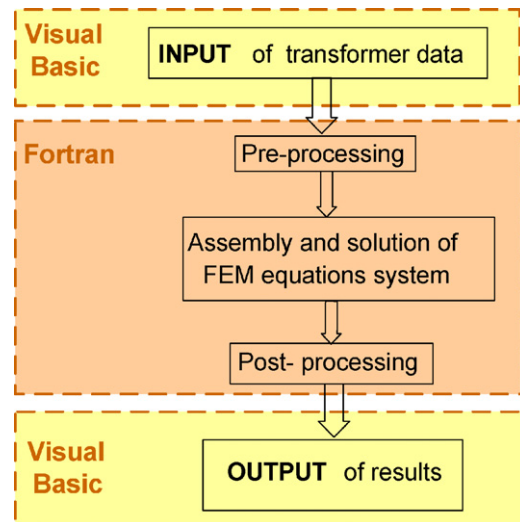 Visual
Basic
INPUT of transformer data
Fortran
Pre-processing
Assembly and solution of
FEM equations system
Post- processing
Visual
Basic
OUTPUT of results